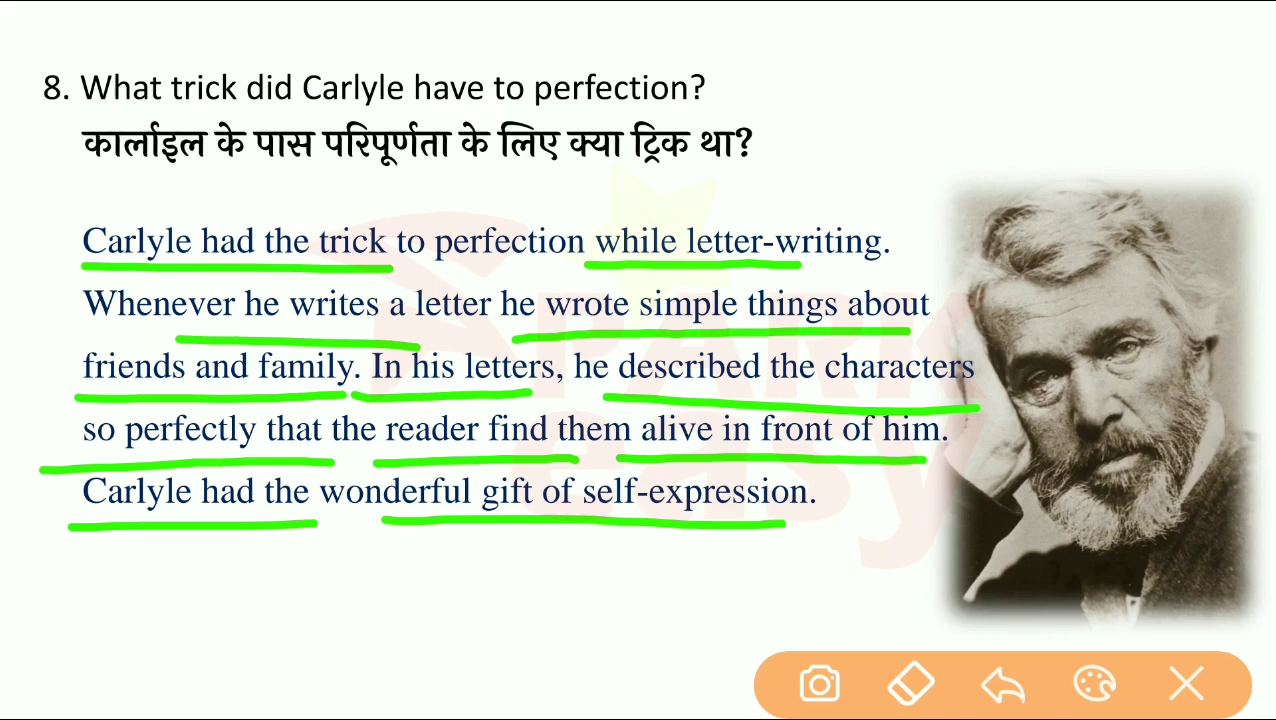 8. What trick did Carlyle have to perfection?
कार्लाइल के पास परिपूर्णता के लिए क्या ट्रिक था?
Carlyle had the trick to perfection while letter-writing.
Whenever he writes a letter he wrote simple things about
friends and family. In his letters, he described the characters
so perfectly that the reader find them alive in front of him.
Carlyle had the wonderful gift of self-expression.
SPARK
easy